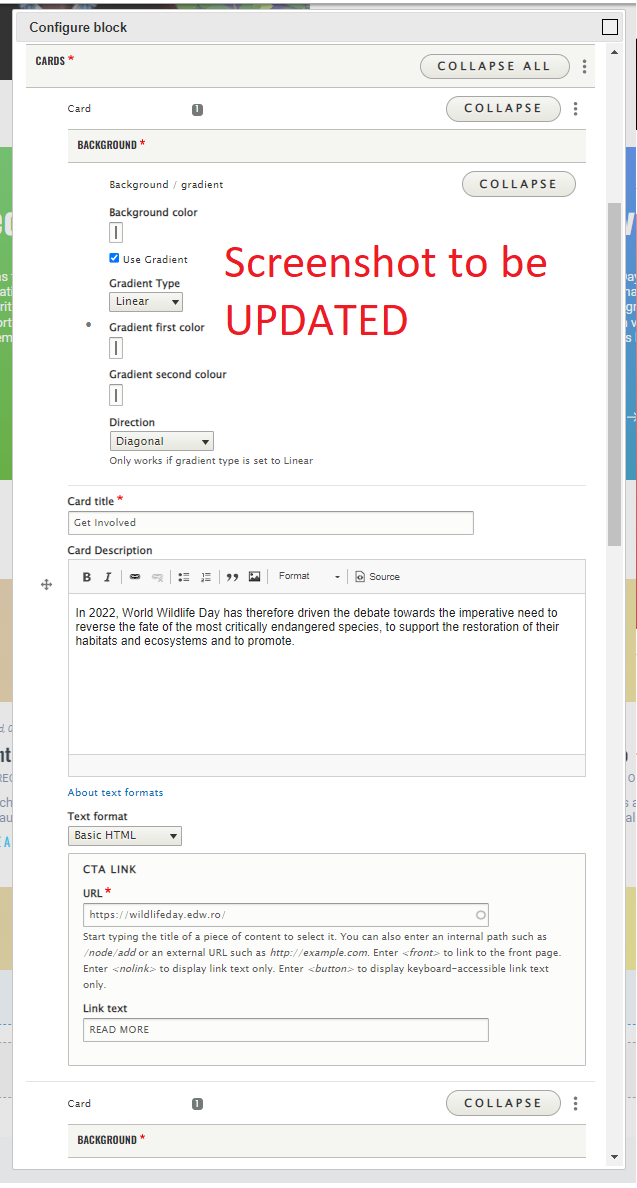 Configure block
CARDS *
COLLAPSE ALL
Card
1
COLLAPSE
BACKGROUND *
Background / gradient
COLLAPSE
Background color
Use Gradient
Gradient Type
Linear
Gradient first color
Gradient second colour
Direction
Diagonal
Only works if gradient type is set to Linear
Screenshot to be
UPDATED
Card title *
Get Involved
Card Description
B I Format Source
In 2022, World Wildlife Day has therefore driven the debate towards the imperative need to
reverse the fate of the most critically endangered species, to support the restoration of their
habitats and ecosystems and to promote.
About text formats
Text format
Basic HTML
CTA LINK
URL *
https://wildlifeday.edw.ro/
Start typing the title of a piece of content to select it. You can also enter an internal path such as
/node/add or an external URL such as http://example.com. Enter <front> to link to the front page.
Enter <nolink> to display link text only. Enter <button> to display keyboard-accessible link text
only.
Link text
READ MORE
Card
1
COLLAPSE
BACKGROUND *